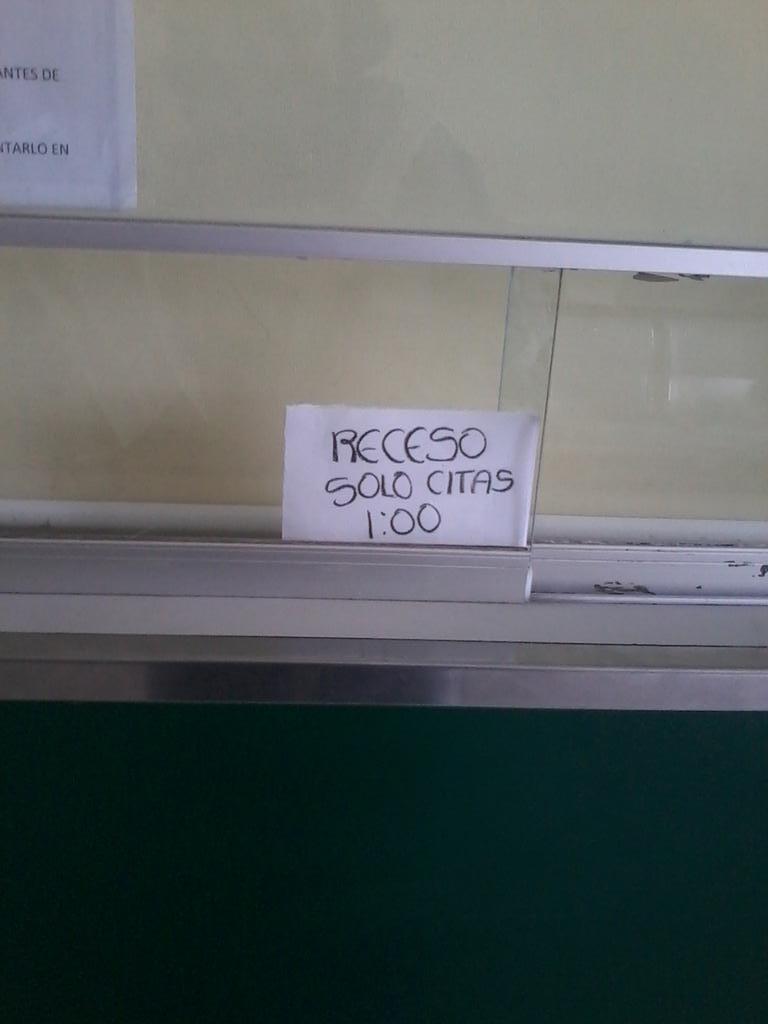 ANTES DE
NTARLO EN
RECESO
SOLO CITAS
1:00